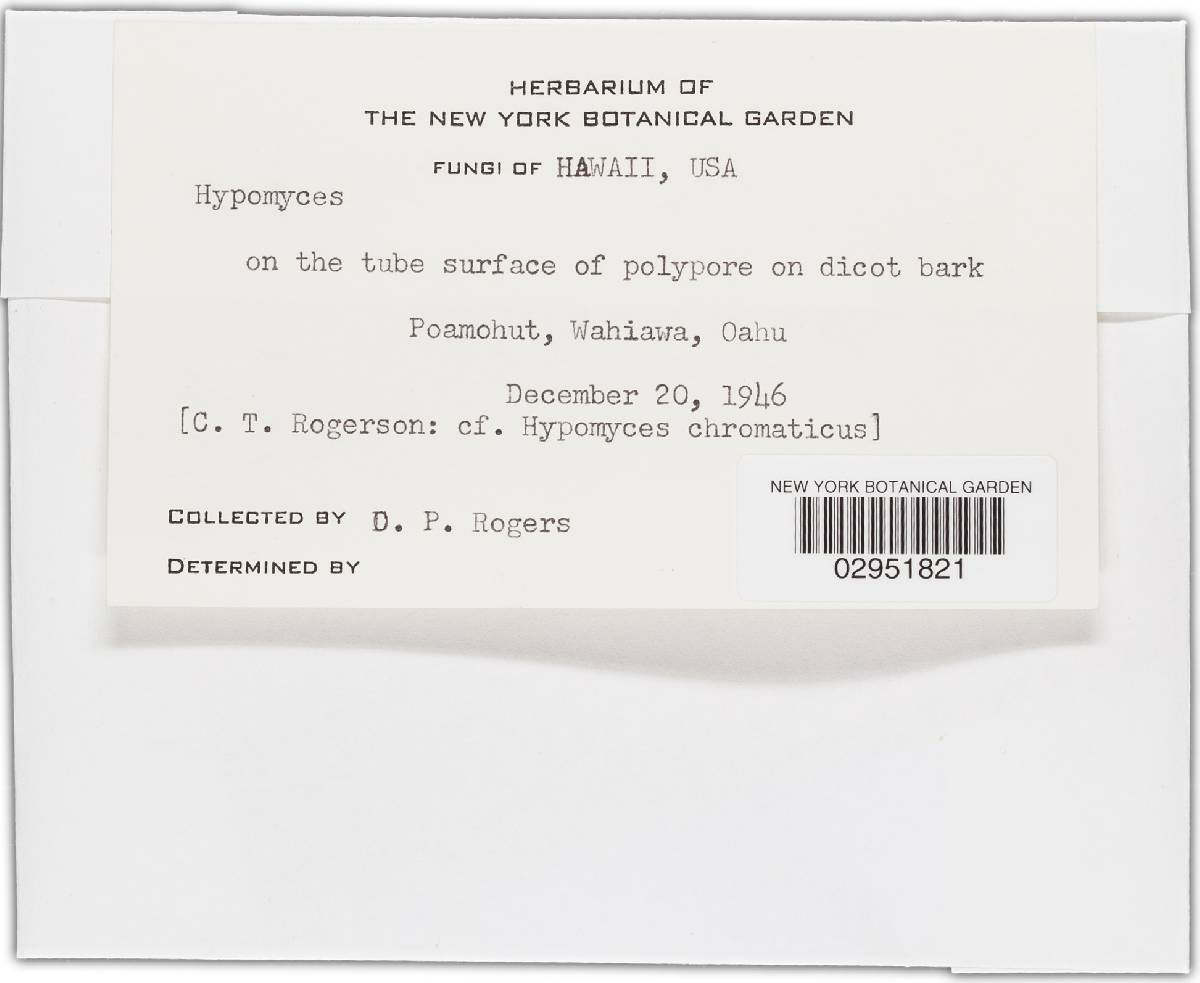 HERBARIUM OF
THE NEW YORK BOTANICAL GARDEN
FUNGI OF HAWAII, USA
Hypomyces
on the tube surface of polypore on dicot bark
Poamohut, Wahiawa, Oahu
December 20, 1946
[C. T. Rogerson: cf. Hypomyces chromaticus]
COLLECTED BY D. P. Rogers
DETERMINED BY
NEW YORK BOTANICAL GARDEN
02951821